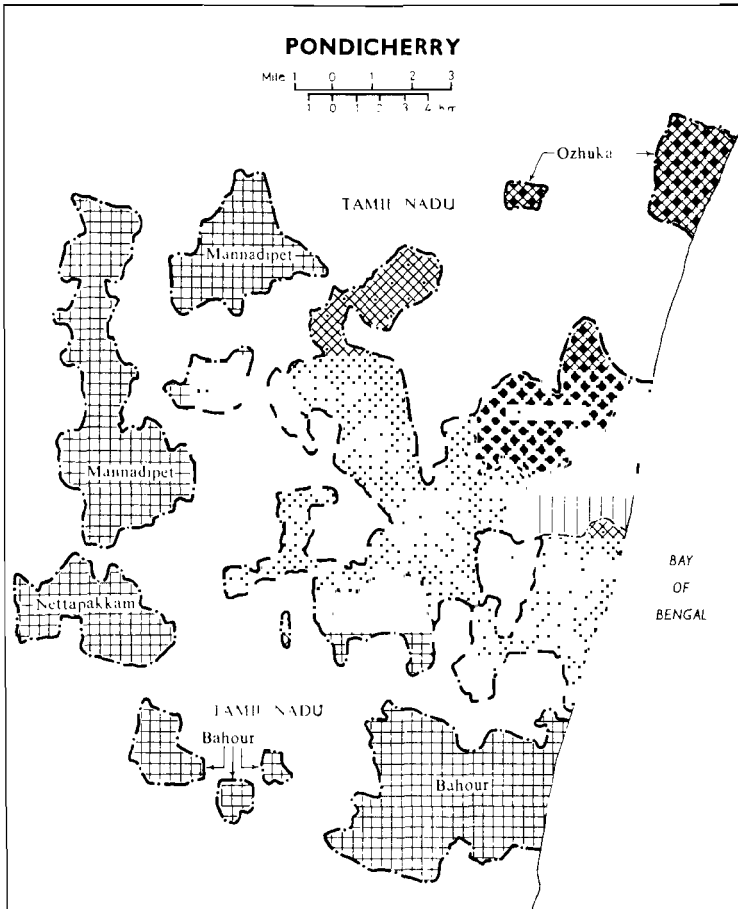 PONDICHERRY
Mile 1 0 1 2 3
1 0 1 2 3 4 km
Ozhuka
TAMIL NADU
Mannadipet
Mannadipet
BAY
OF
BENGAL
Nettapakkam
TAMIL NADU
Bahour
Bahour